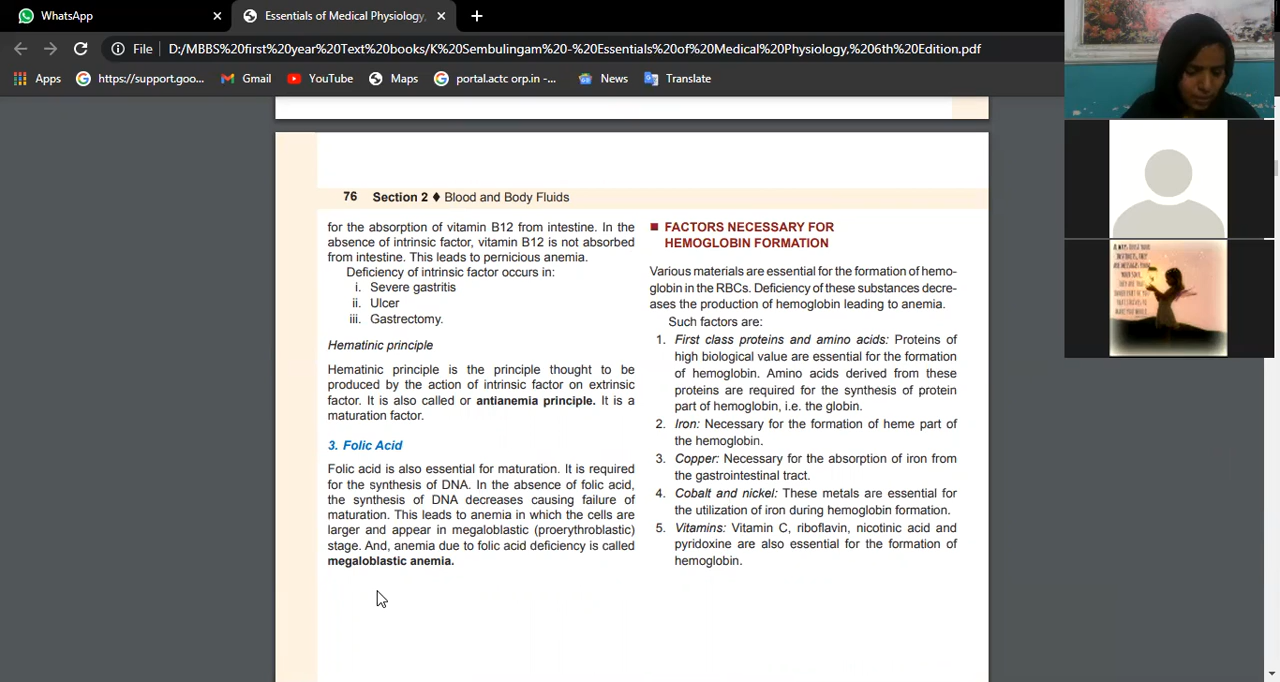 WhatsApp
Essentials of Medical Physiology,
File
D:/MBBS%20first%20year%20Text%20books/K%20Sembulingam%20-%20Essentials%20of%20Medical%20Physiology,%206th%20Edition.pdf
Apps
https://support.goo...
Gmail
YouTube
Maps
portal.actc orp.in -...
News
Translate
76 Section 2 ♦ Blood and Body Fluids
for the absorption of vitamin B12 from intestine. In the
absence of intrinsic factor, vitamin B12 is not absorbed
from intestine. This leads to pernicious anemia.
Deficiency of intrinsic factor occurs in:
i. Severe gastritis
ii. Ulcer
iii. Gastrectomy.
Hematinic principle
Hematinic principle is the principle thought to be
produced by the action of intrinsic factor on extrinsic
factor. It is also called or antianemia principle. It is a
maturation factor.
3. Folic Acid
Folic acid is also essential for maturation. It is required
for the synthesis of DNA. In the absence of folic acid,
the synthesis of DNA decreases causing failure of
maturation. This leads to anemia in which the cells are
larger and appear in megaloblastic (proerythroblastic)
stage. And, anemia due to folic acid deficiency is called
megaloblastic anemia.
FACTORS NECESSARY FOR
HEMOGLOBIN FORMATION
Various materials are essential for the formation of hemo-
globin in the RBCs. Deficiency of these substances decre-
ases the production of hemoglobin leading to anemia.
Such factors are:
1. First class proteins and amino acids: Proteins of
high biological value are essential for the formation
of hemoglobin. Amino acids derived from these
proteins are required for the synthesis of protein
part of hemoglobin, i.e. the globin.
2. Iron: Necessary for the formation of heme part of
the hemoglobin.
3. Copper: Necessary for the absorption of iron from
the gastrointestinal tract.
4. Cobalt and nickel: These metals are essential for
the utilization of iron during hemoglobin formation.
5. Vitamins: Vitamin C, riboflavin, nicotinic acid and
pyridoxine are also essential for the formation of
hemoglobin.